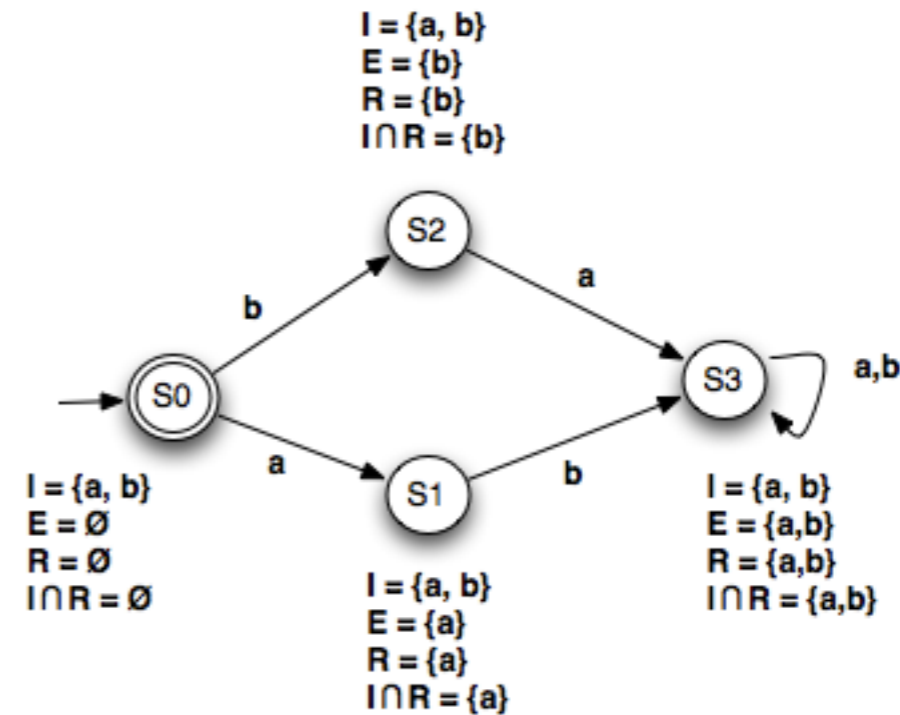 I = {a, b}
E = {b}
R = {b}
I∩R = {b}
S2
a
b
S3
a,b
S0
a
S1
b
I = {a, b}
E = Ø
R = Ø
I∩R = Ø
I = {a, b}
E = {a,b}
R = {a,b}
I∩R = {a,b}
I = {a, b}
E = {a}
R = {a}
I∩R = {a}